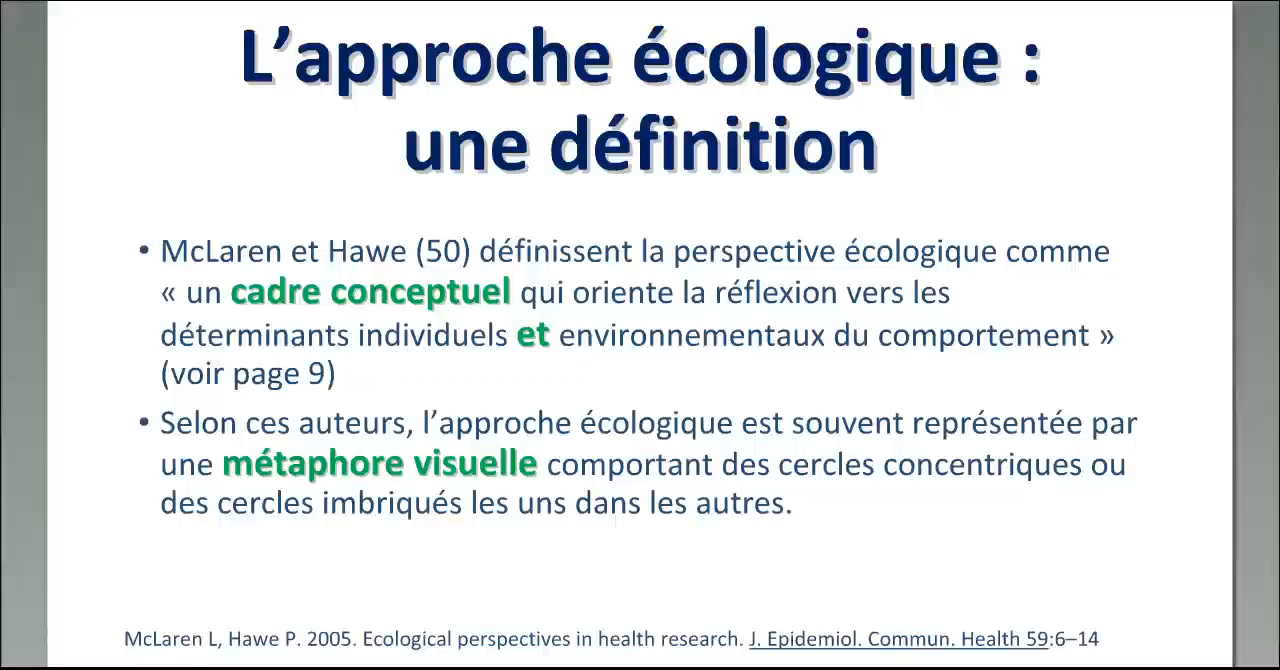 L’approche écologique :
une définition
• McLaren et Hawe (50) définissent la perspective écologique comme
« un cadre conceptuel qui oriente la réflexion vers les
déterminants individuels et environnementaux du comportement »
(voir page 9)
• Selon ces auteurs, l’approche écologique est souvent représentée par
une métaphore visuelle comportant des cercles concentriques ou
des cercles imbriqués les uns dans les autres.
McLaren L, Hawe P. 2005. Ecological perspectives in health research. J. Epidemiol. Commun. Health 59:6–14